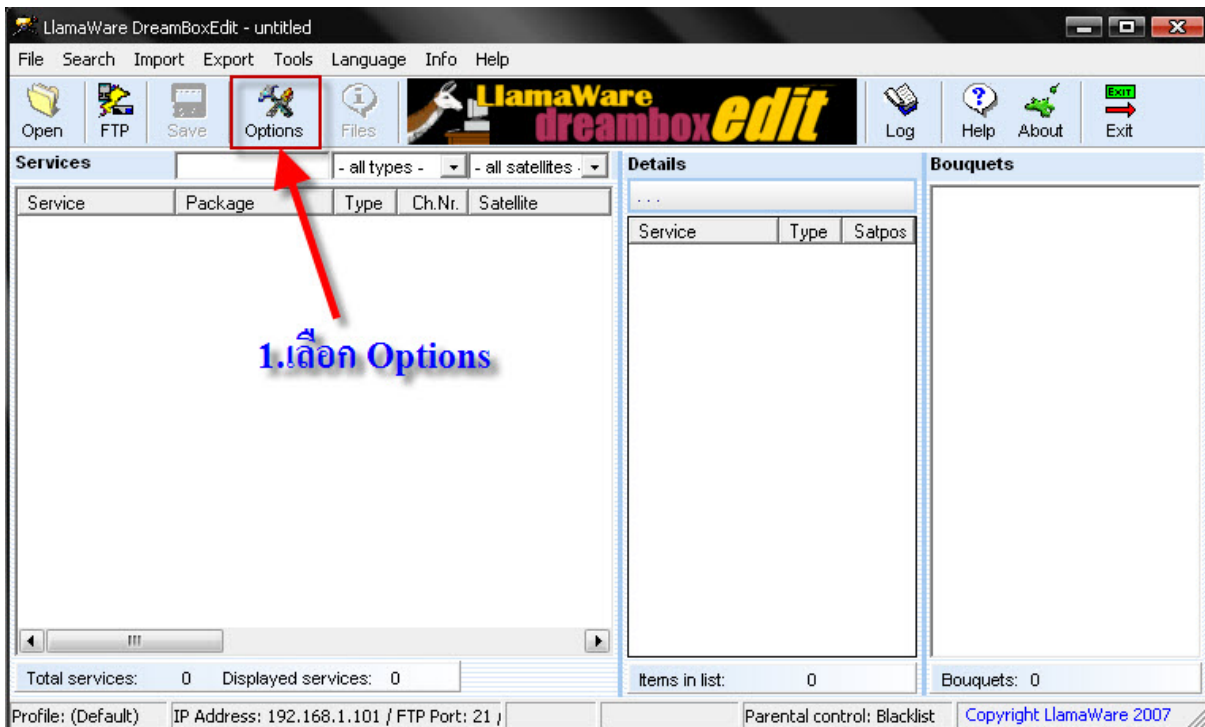 LlamaWare DreamBoxEdit - untitled
File Search Import Export Tools Language Info Help
Open FTP Save Options Files LlamaWare dreambox edit Log Help About EXIT Exit
Services - all types - - all satellites - Details Bouquets
Service Package Type Ch.Nr. Satellite ...
Service Type Satpos
1.เลือก Options
Total services: 0 Displayed services: 0 Items in list: 0 Bouquets: 0
Profile: (Default) IP Address: 192.168.1.101 / FTP Port: 21 / Parental control: Blacklist Copyright LlamaWare 2007